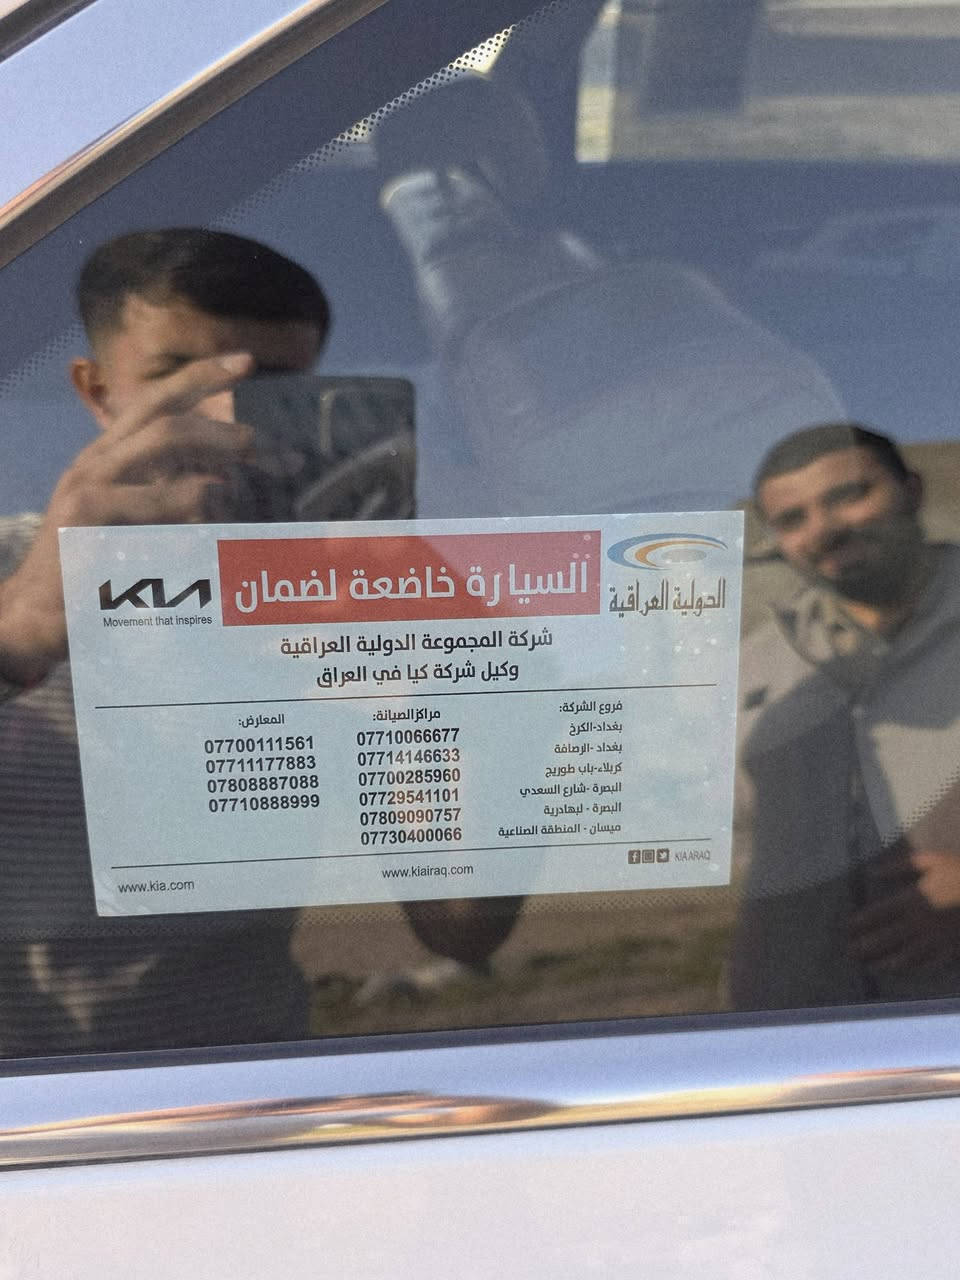 KIA
Movement that inspires
السيارة خاضعة لضمان
الدولية العراقية
شركة المجموعة الدولية العراقية
وكيل شركة كيا في العراق
فروع الشركة:
بغداد-الكرخ
بغداد -الرصافة
كربلاء-باب طويريج
البصرة -شارع السعدي
البصرة - لبهادرية
ميسان - المنطقة الصناعية
مراكز الصيانة:
07710066677
07714146633
07700285960
07729541101
07809090757
07730400066
المعارض:
07700111561
07711177883
07808887088
07710888999
www.kia.com
www.kiairaq.com
KIAARAQ